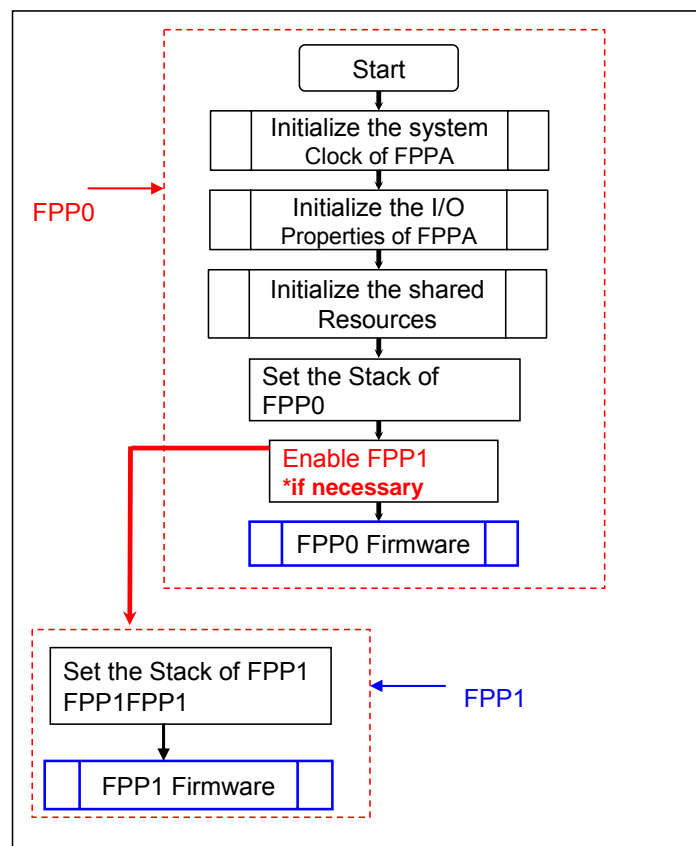 Start
Initialize the system
Clock of FPPA
FPP0
Initialize the I/O
Properties of FPPA
Initialize the shared
Resources
Set the Stack of
FPP0
Enable FPP1
*if necessary
FPP0 Firmware
Set the Stack of FPP1
FPP1FPP1
FPP1
FPP1 Firmware